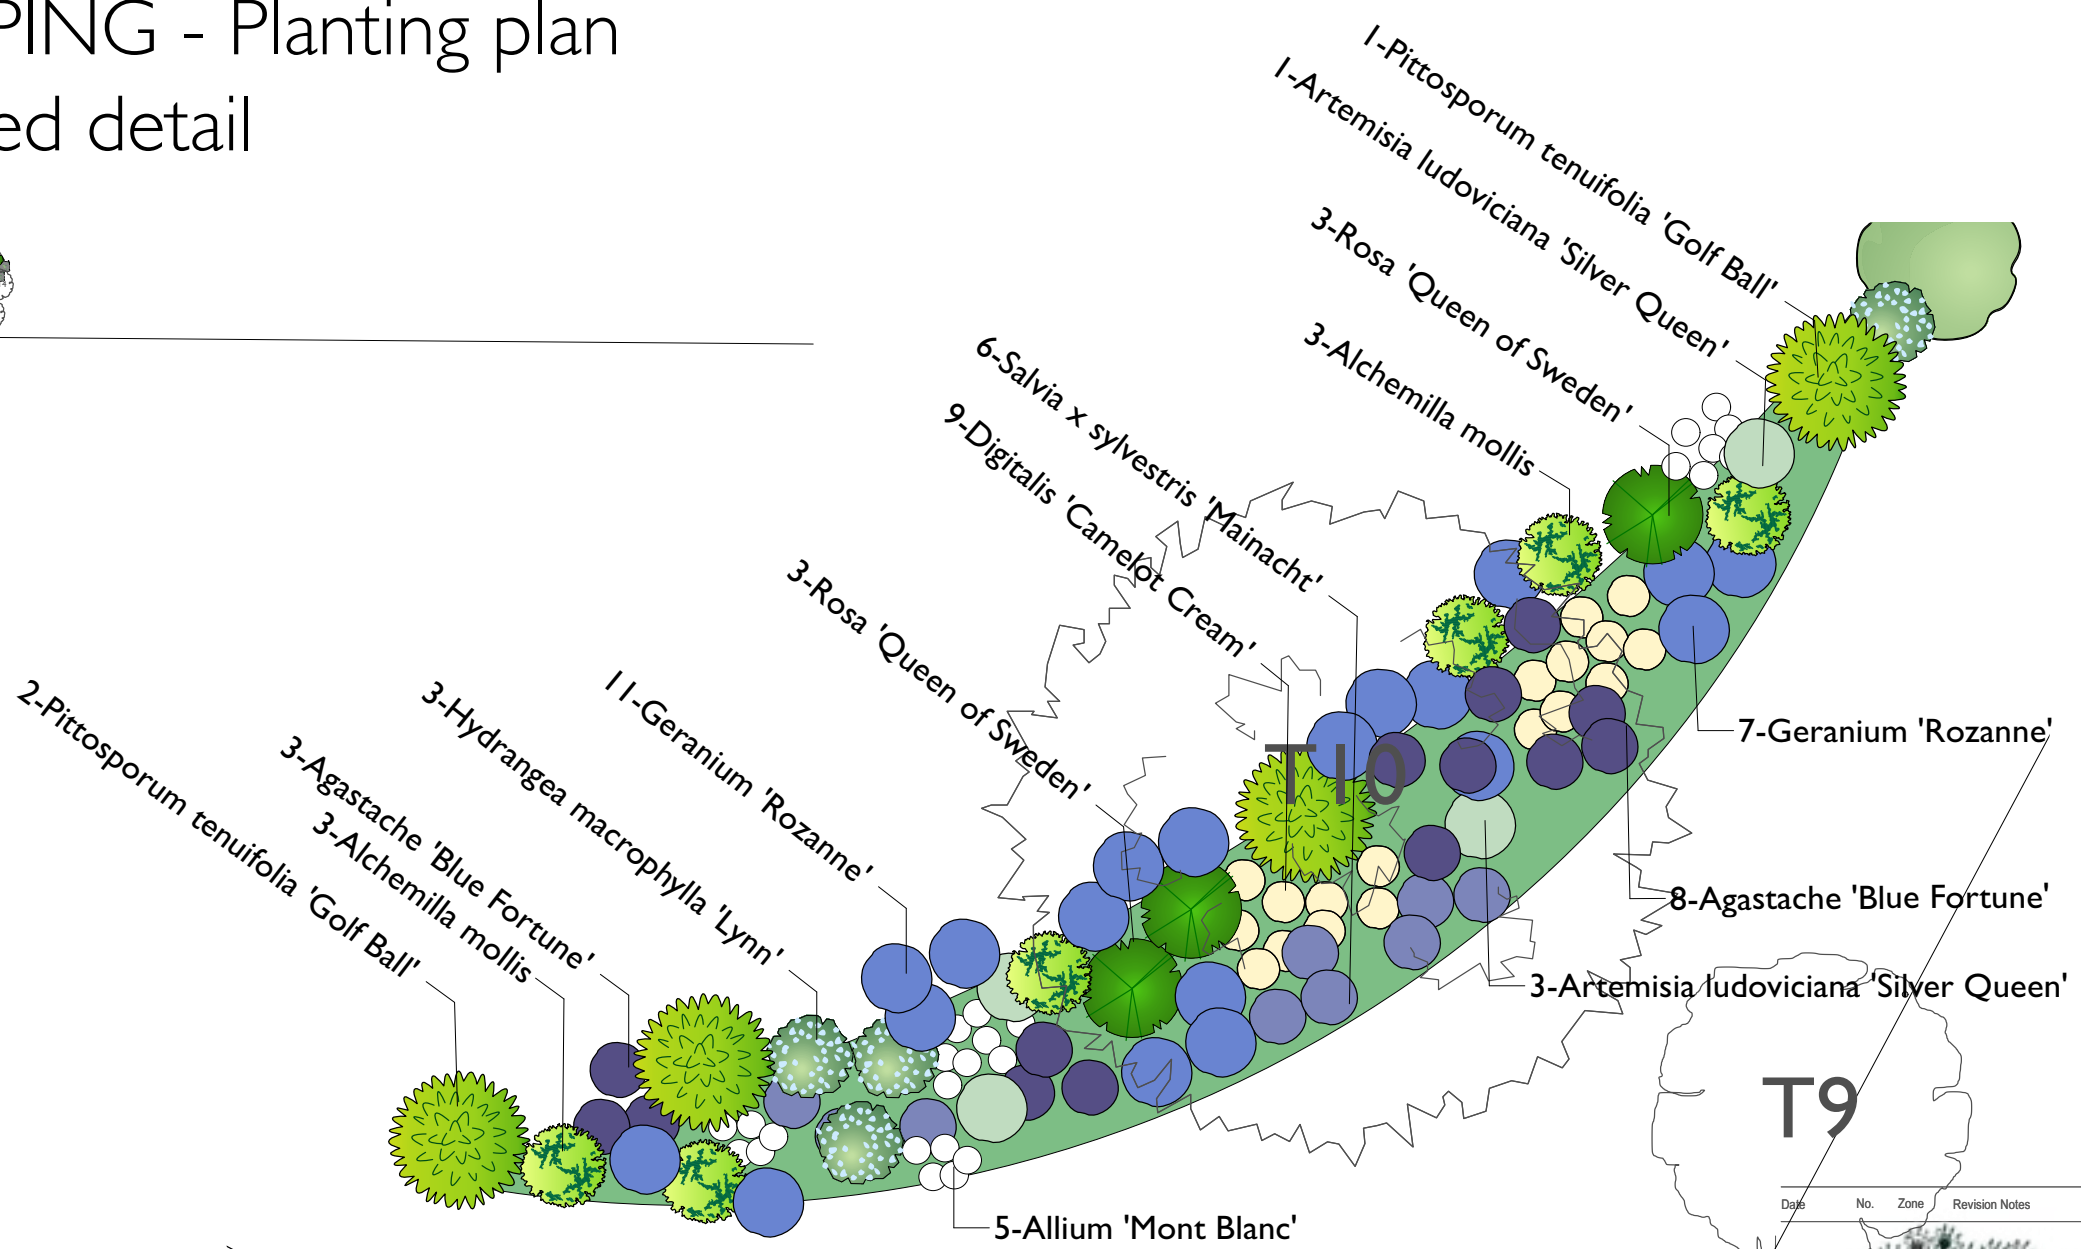 PING - Planting plan
ed detail
1-Pittosporum tenuifolia 'Golf Ball'
1-Artemisia ludoviciana 'Silver Queen'
3-Rosa 'Queen of Sweden'
3-Alchemilla mollis
6-Salvia x sylvestris 'Mainacht'
9-Digitalis 'Camelot Cream'
3-Rosa 'Queen of Sweden'
11-Geranium 'Rozanne'
3-Hydrangea macrophylla 'Lynn'
3-Agastache 'Blue Fortune'
3-Alchemilla mollis
2-Pittosporum tenuifolia 'Golf Ball'
T10
7-Geranium 'Rozanne'
8-Agastache 'Blue Fortune'
3-Artemisia ludoviciana 'Silver Queen'
T9
5-Allium 'Mont Blanc'
Date No. Zone Revision Notes